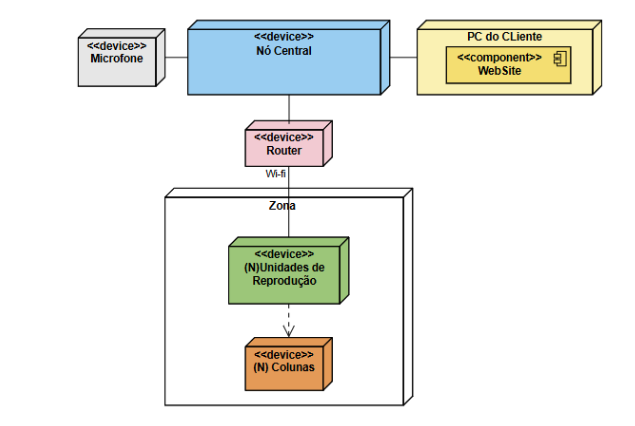 <<device>>
Microfone
<<device>>
Nó Central
PC do CLiente
<<component>>
WebSite
<<device>>
Router
Wi-fi
Zona
<<device>>
(N)Unidades de
Reprodução
<<device>>
(N) Colunas